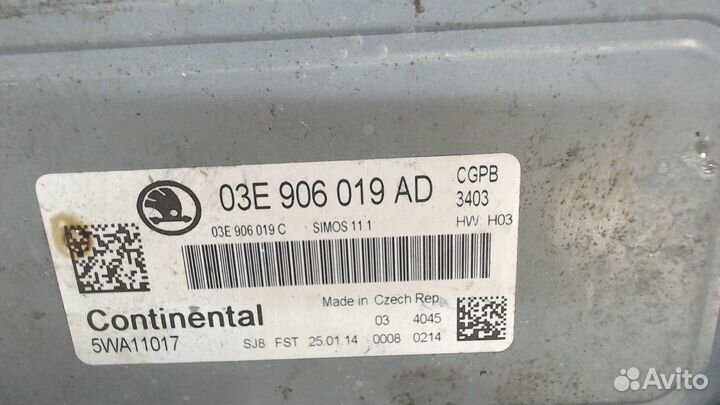 03E 906 019 AD
CGPB
3403
03E 906 019 C SIMOS 11.1
HW H03
Made in Czech Rep.
Continental
03 4045
5WA11017
SJ8 FST 25.01.14 0008 0214
Avito